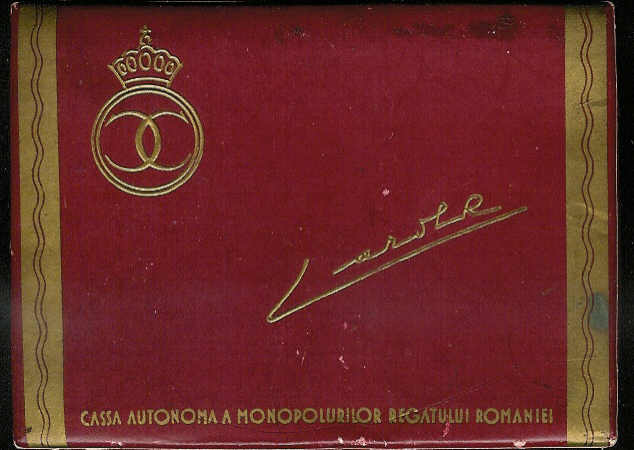 Carol R
CASSA AUTONOMA A MONOPOLURILOR REGATULUI ROMANIEI